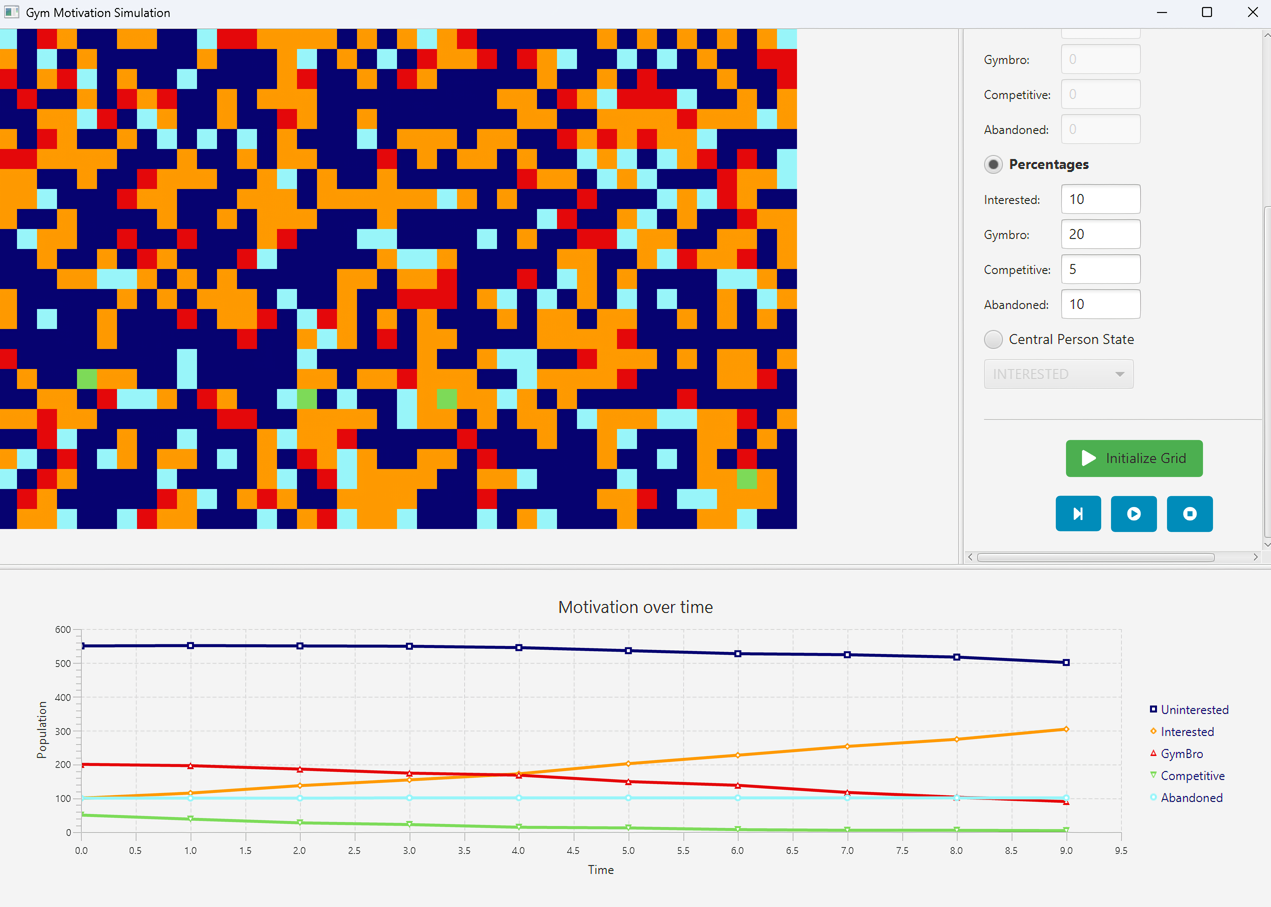 Gym Motivation Simulation
Gymbro: 0
Competitive: 0
Abandoned: 0
Percentages
Interested: 10
Gymbro: 20
Competitive: 5
Abandoned: 10
Central Person State
INTERESTED
Initialize Grid
Motivation over time
600
500
400
300
200
100
0
Population
0.0 0.5 1.0 1.5 2.0 2.5 3.0 3.5 4.0 4.5 5.0 5.5 6.0 6.5 7.0 7.5 8.0 8.5 9.0 9.5
Time
Uninterested
Interested
GymBro
Competitive
Abandoned